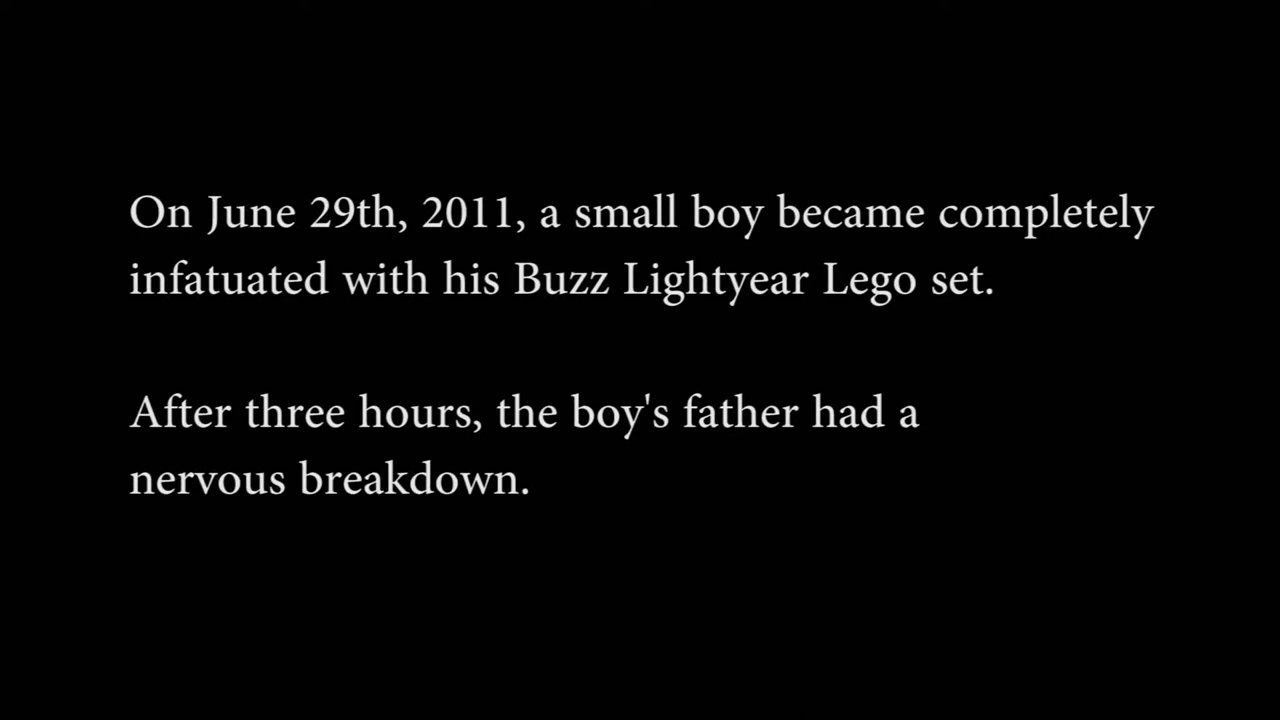 On June 29th, 2011, a small boy became completely
infatuated with his Buzz Lightyear Lego set.
After three hours, the boy's father had a
nervous breakdown.